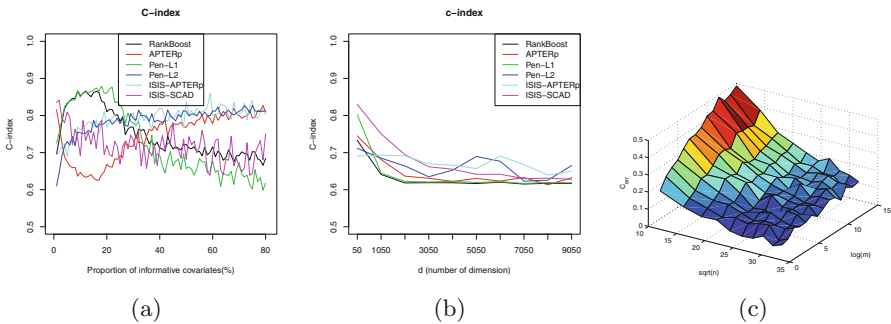 C-index
1.0
0.9
0.8
0.7
0.6
0.5
C-index
RankBoost
APTERp
Pen-L1
Pen-L2
ISIS-APTERp
ISIS-SCAD
0
20
40
60
80
Proportion of informative covariates(%)
(a)
c-index
1.0
0.9
0.8
0.7
0.6
0.5
C-index
RankBoost
APTERp
Pen-L1
Pen-L2
ISIS-APTERp
ISIS-SCAD
50
1050
3050
5050
7050
9050
d (number of dimension)
(b)
0.5
0.4
0.3
0.2
0.1
0
C_err
10
15
20
25
30
35
sqrt(n)
0
5
10
15
log(m)
(c)